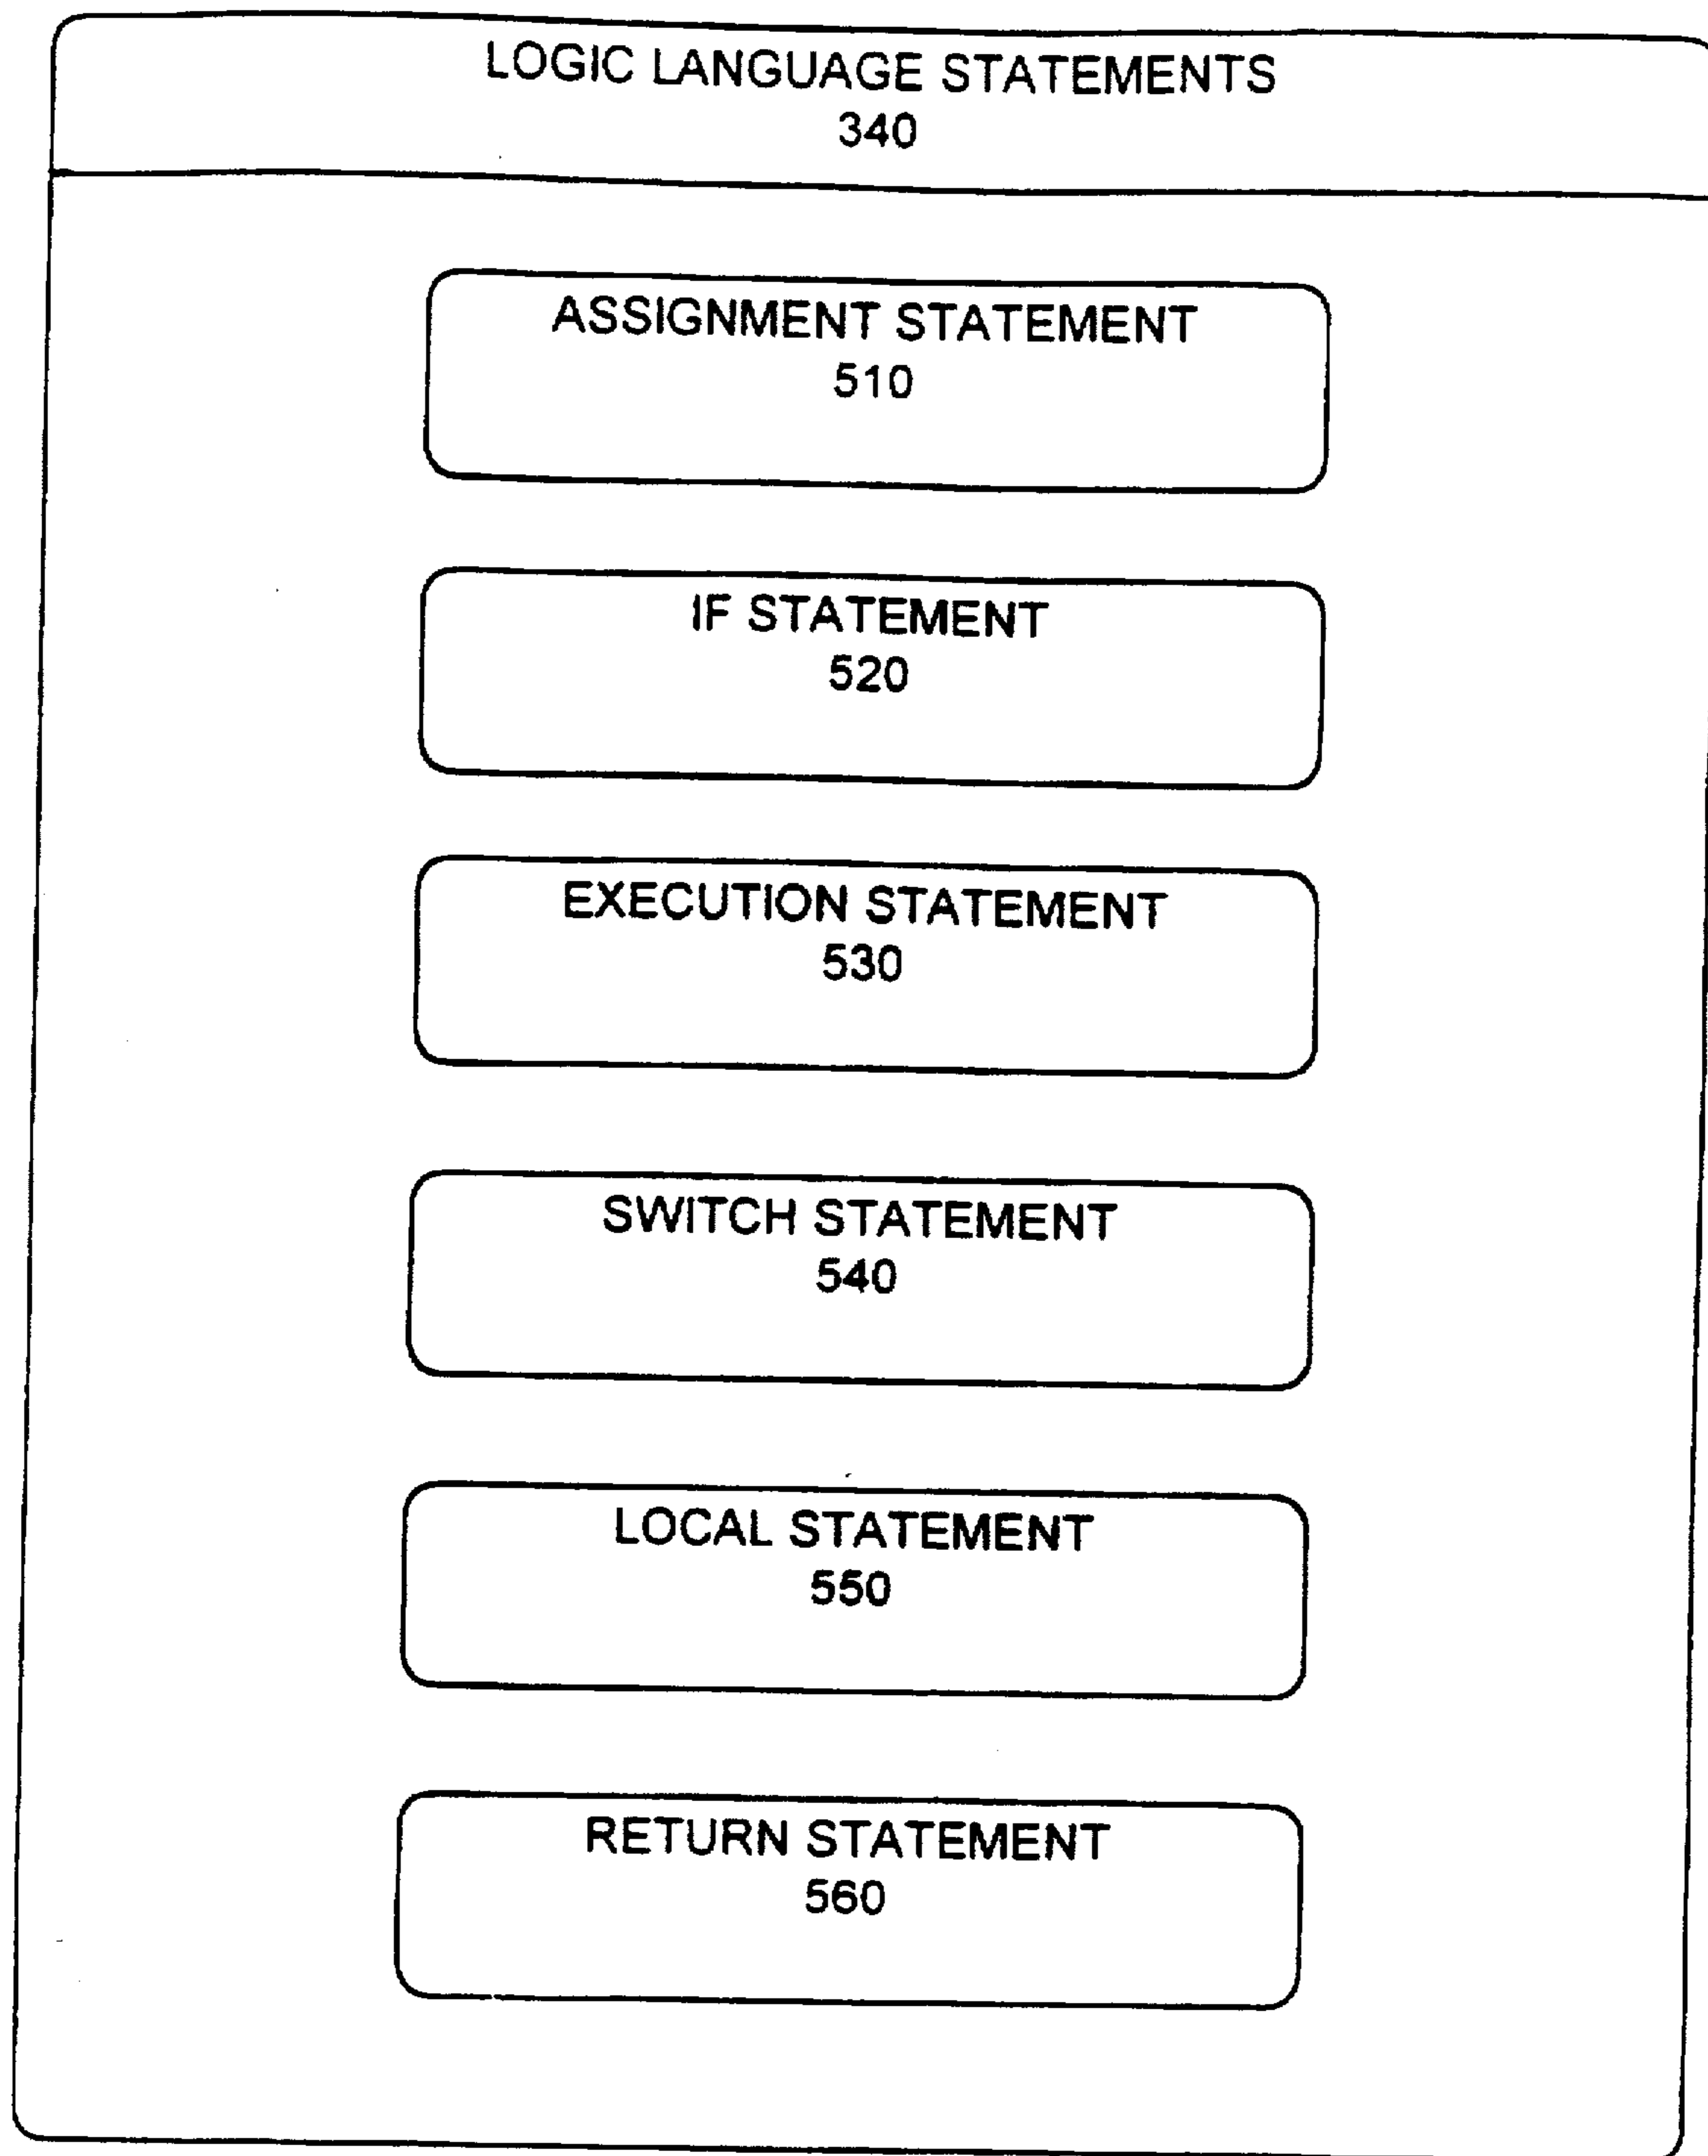 LOGIC LANGUAGE STATEMENTS
340
ASSIGNMENT STATEMENT
510
IF STATEMENT
520
EXECUTION STATEMENT
530
SWITCH STATEMENT
540
LOCAL STATEMENT
550
RETURN STATEMENT
560